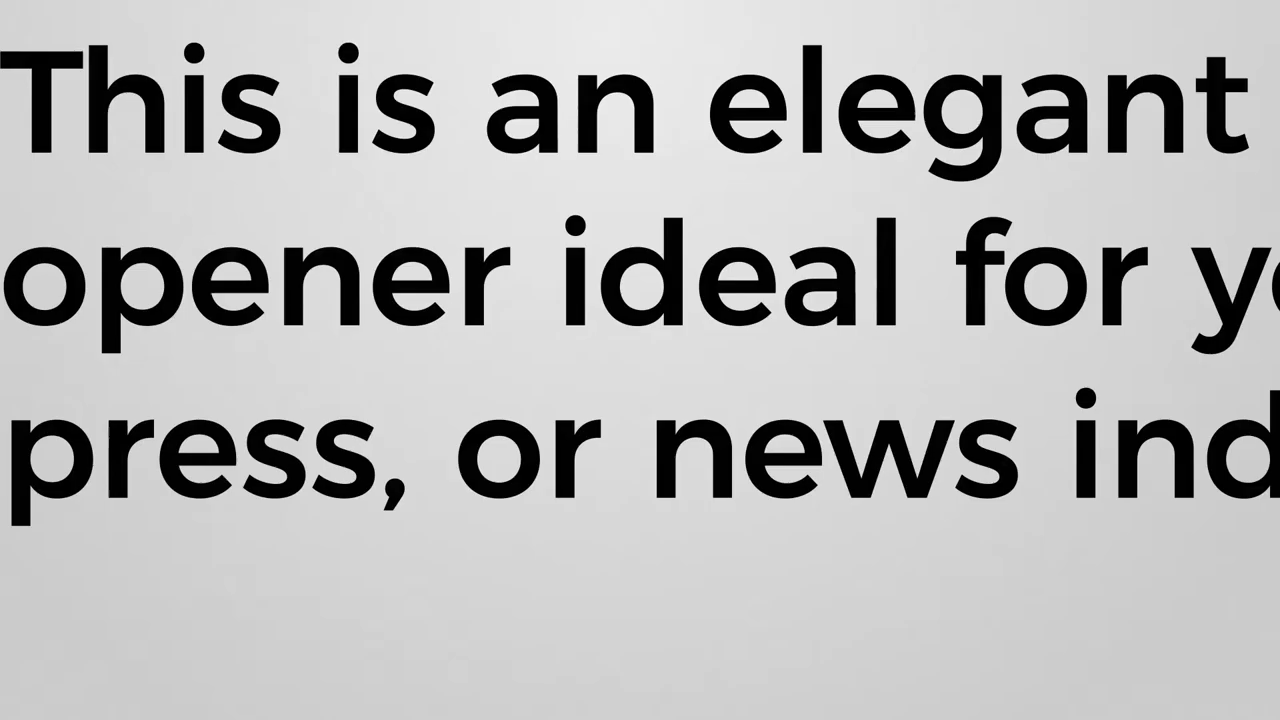 This is an elegant
opener ideal for
press, or news